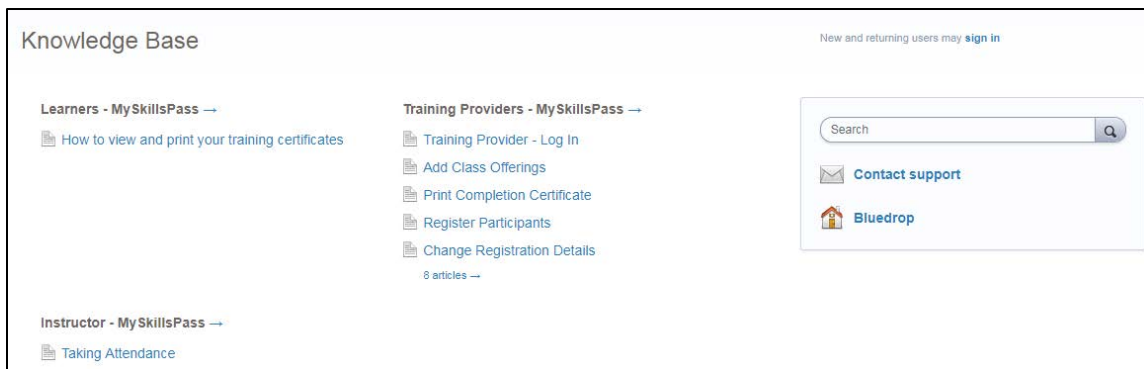 Knowledge Base
New and returning users may sign in
Learners - MySkillsPass →
How to view and print your training certificates
Training Providers - MySkillsPass →
Training Provider - Log In
Add Class Offerings
Print Completion Certificate
Register Participants
Change Registration Details
8 articles →
Search
Contact support
Bluedrop
Instructor - MySkillsPass →
Taking Attendance